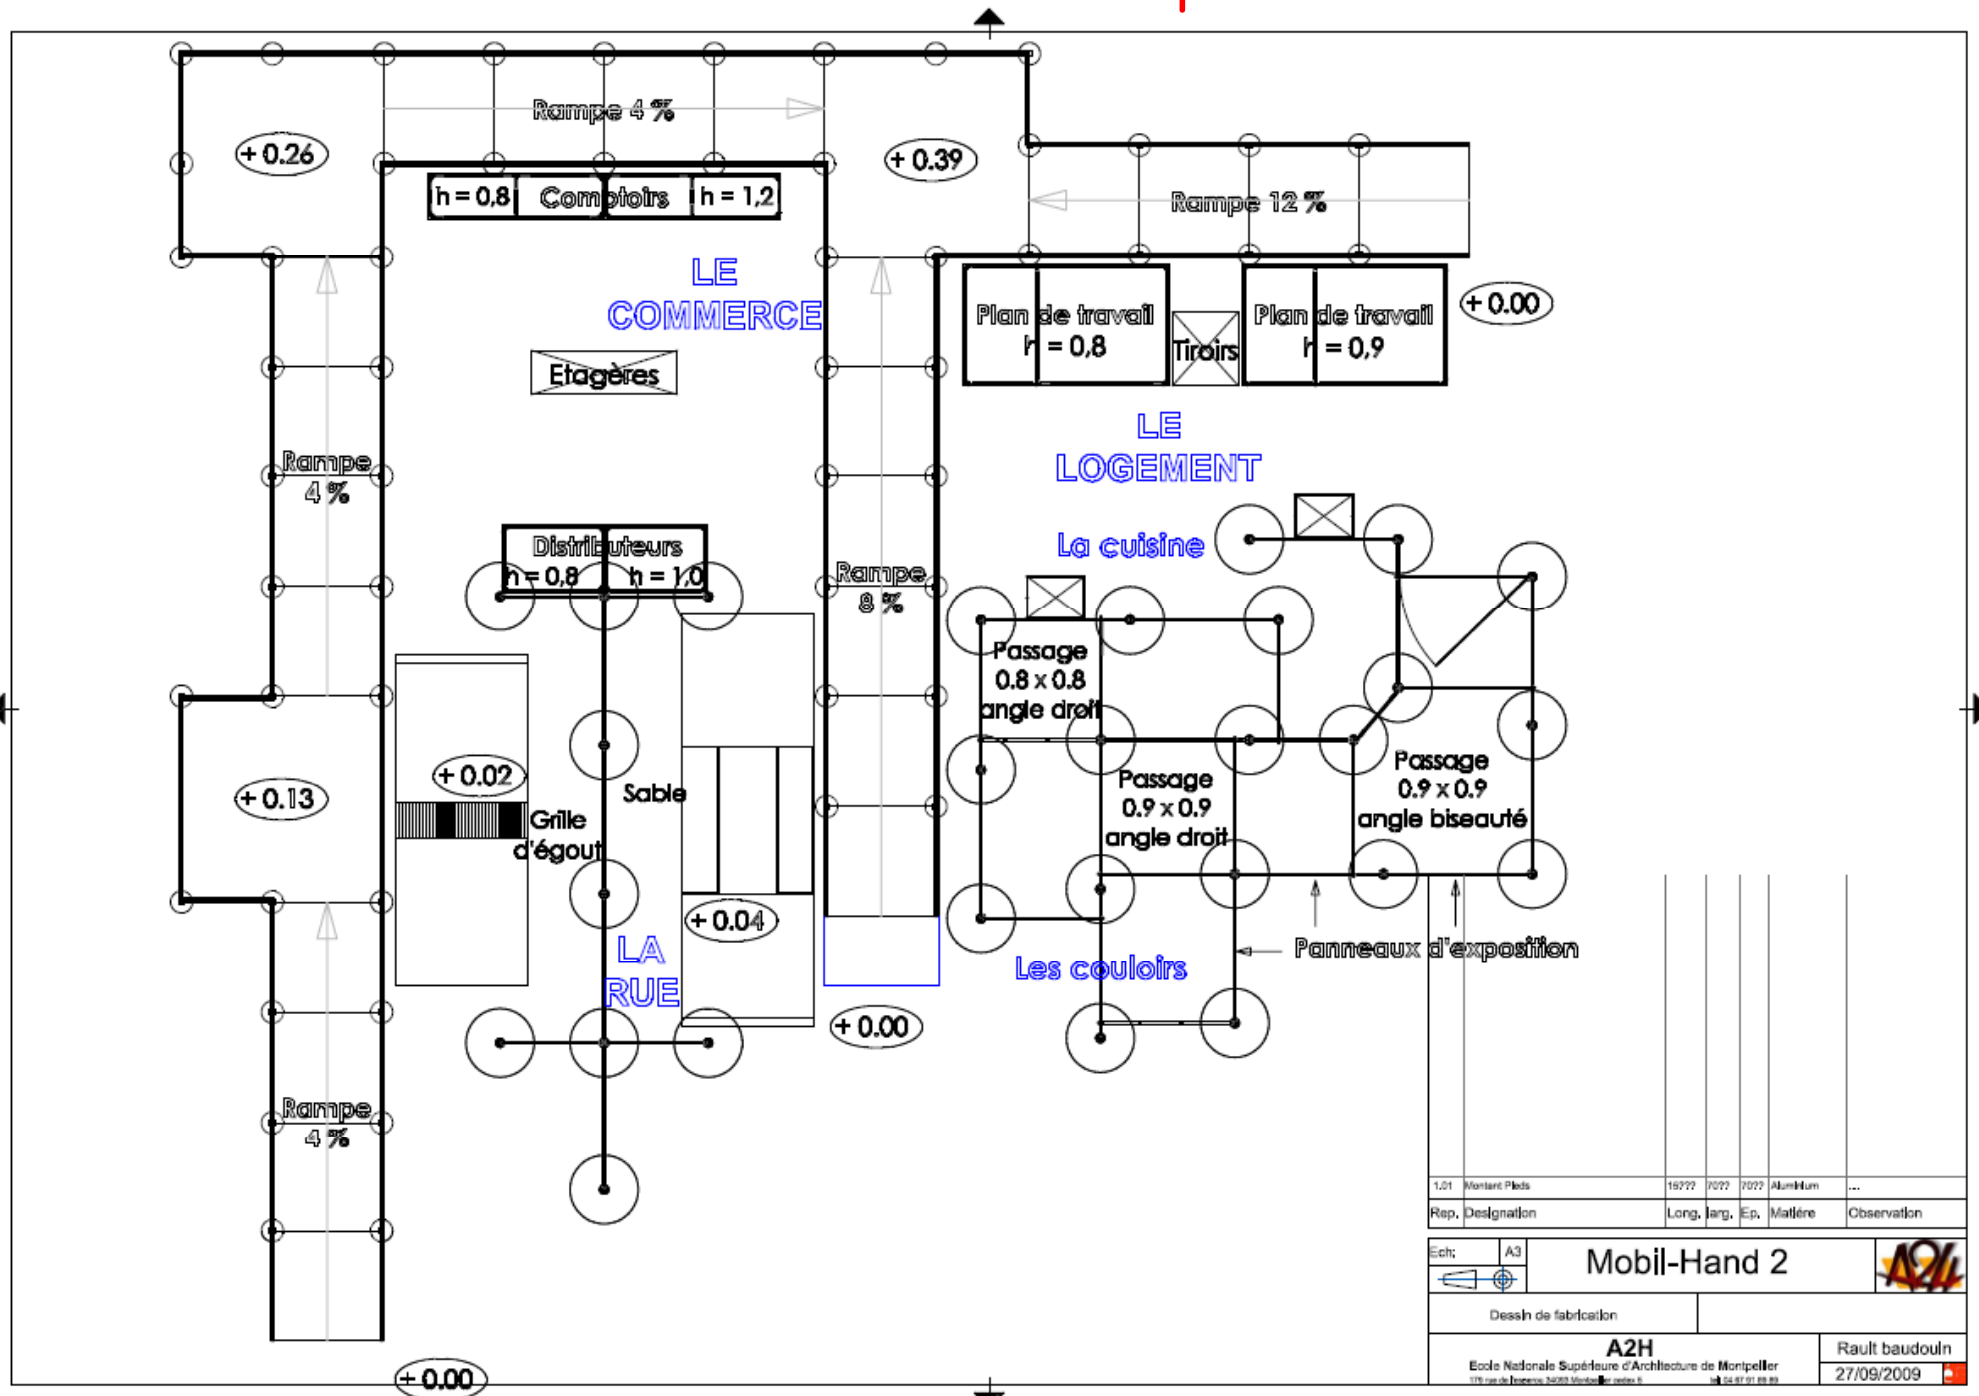 Rampe 4 %
+ 0.26
+ 0.39
h = 0,8
Comptoirs
h = 1,2
Rampe 12 %
LE
COMMERCE
+ 0.00
Plan de travail
h = 0,8
Tiroirs
Plan de travail
h = 0,9
Etagères
LE
LOGEMENT
Rampe
4 %
La cuisine
Distributeurs
h = 0,8
h = 1,0
Rampe
8 %
Passage
0.8 x 0.8
angle droit
+ 0.02
+ 0.13
Sable
Grille
d'égout
Passage
0.9 x 0.9
angle droit
Passage
0.9 x 0.9
angle biseauté
+ 0.04
LA
RUE
Panneaux d'exposition
Les couloirs
+ 0.00
Rampe
4 %
+ 0.00
1.01 Montant Pieds 15??? 70?? 70?? Aluminium ....
Rep. Designation Long. larg. Ep. Matière Observation
Ech: A3
Mobil-Hand 2
A2H
Dessin de fabrication
A2H
Ecole Nationale Supérieure d'Architecture de Montpellier
Rault baudouin
27/09/2009